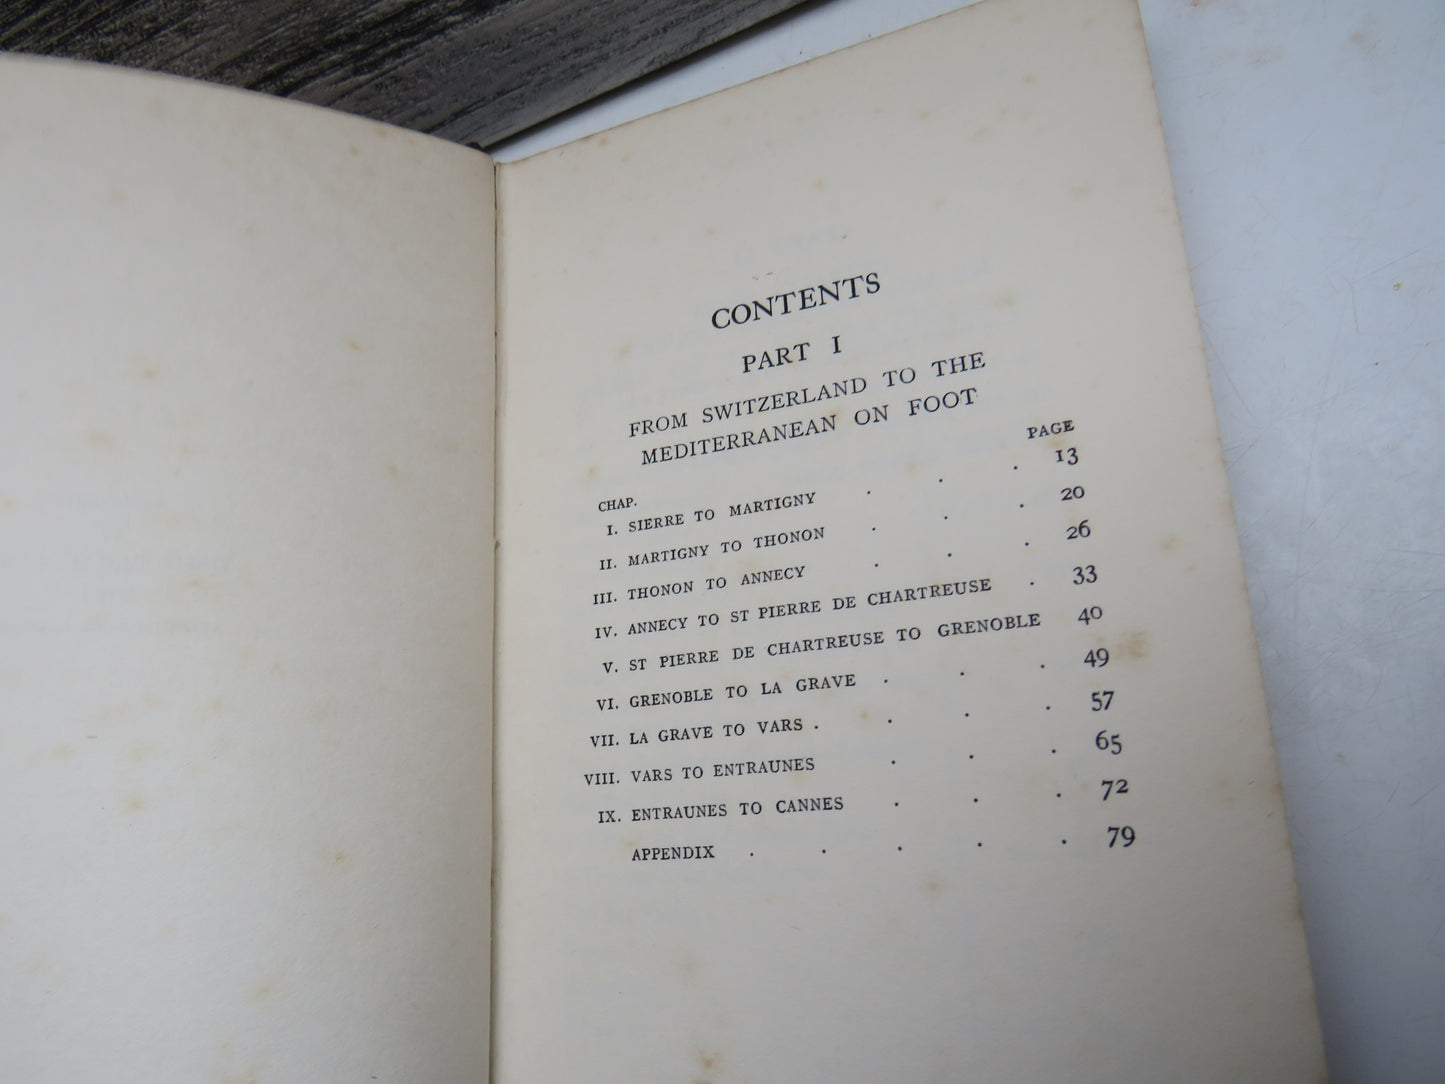 CONTENTS
PART I
FROM SWITZERLAND TO THE
MEDITERRANEAN ON FOOT
PAGE
CHAP.
I. SIERRE TO MARTIGNY . . . 13
II. MARTIGNY TO THONON . . . 20
III. THONON TO ANNECY . . . 26
IV. ANNECY TO ST PIERRE DE CHARTREUSE . 33
V. ST PIERRE DE CHARTREUSE TO GRENOBLE 40
VI. GRENOBLE TO LA GRAVE . . . 49
VII. LA GRAVE TO VARS . . . . 57
VIII. VARS TO ENTRAUNES . . . 65
IX. ENTRAUNES TO CANNES . . . 72
APPENDIX . . . . . 79